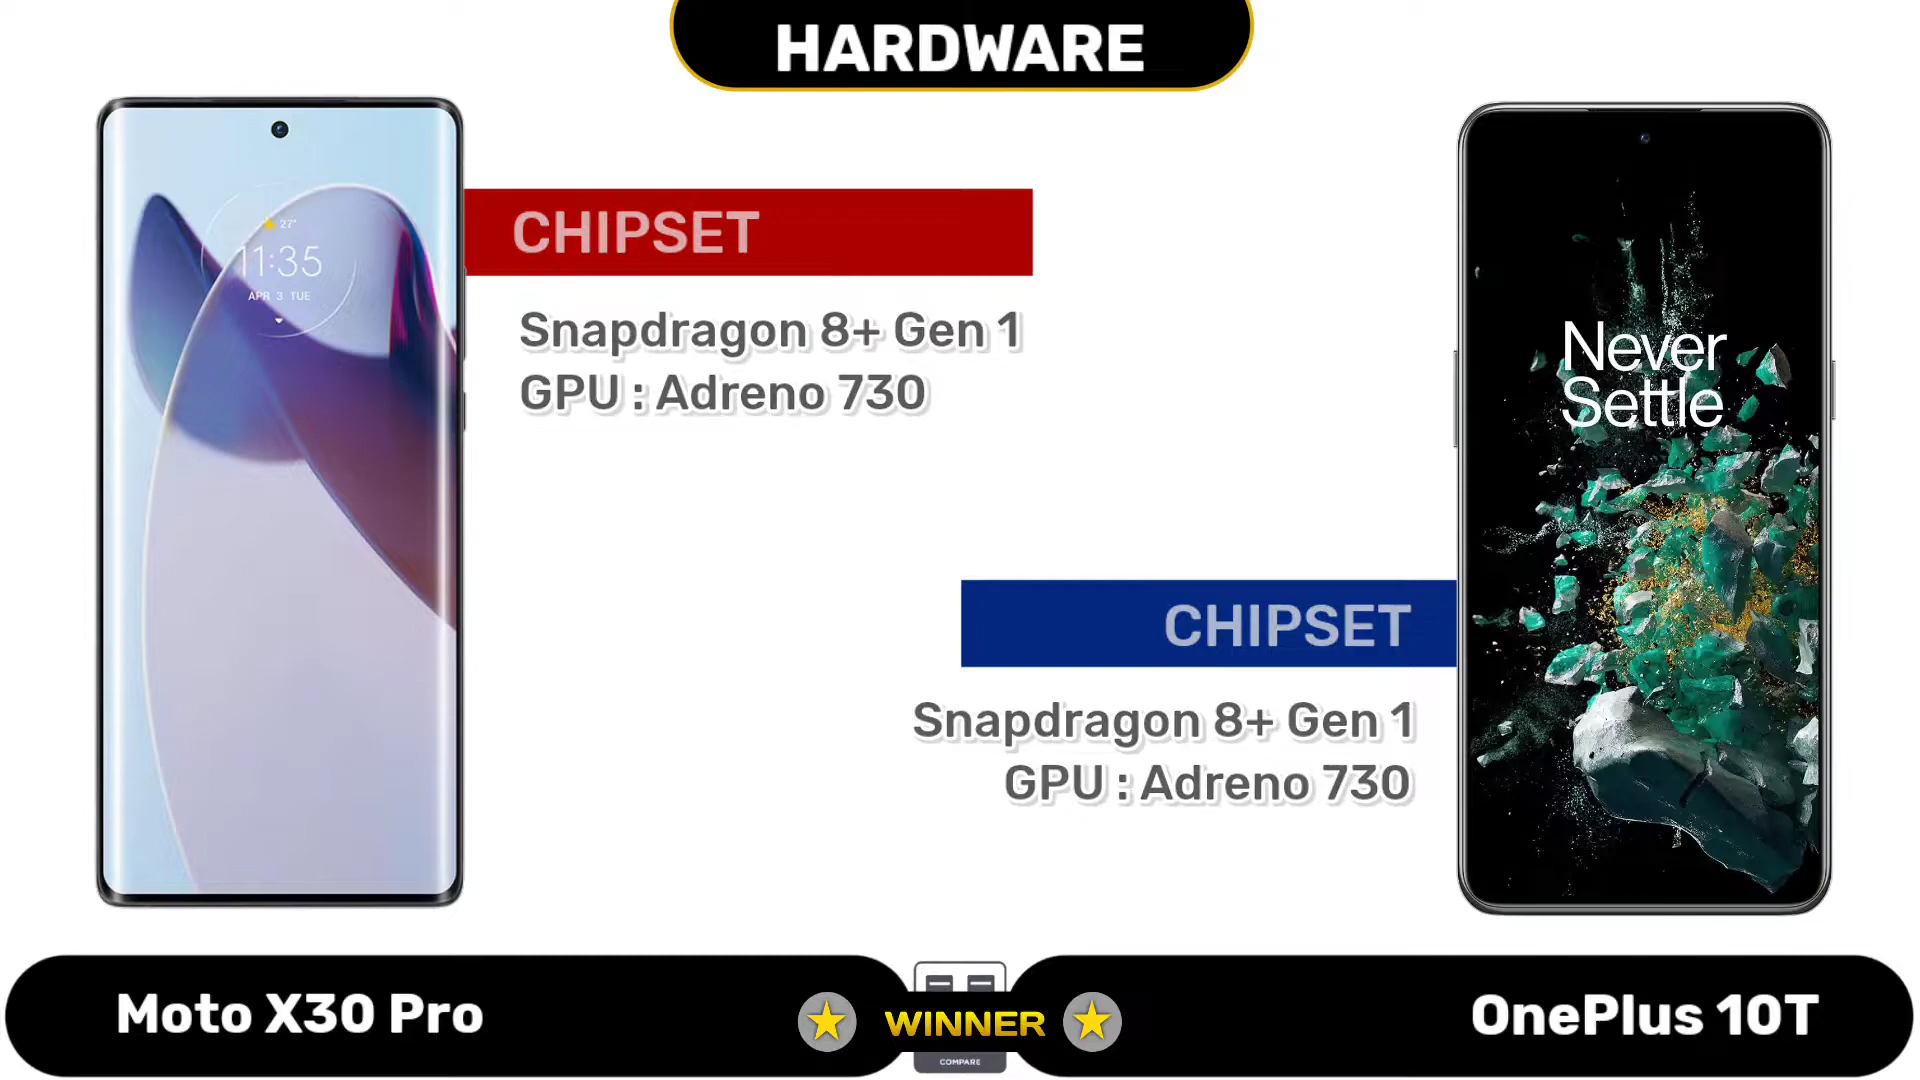 HARDWARE
27°
11:35
APR 3 TUE
CHIPSET
Snapdragon 8+ Gen 1
GPU : Adreno 730
Never
Settle
CHIPSET
Snapdragon 8+ Gen 1
GPU : Adreno 730
Moto X30 Pro
WINNER
COMPARE
OnePlus 10T